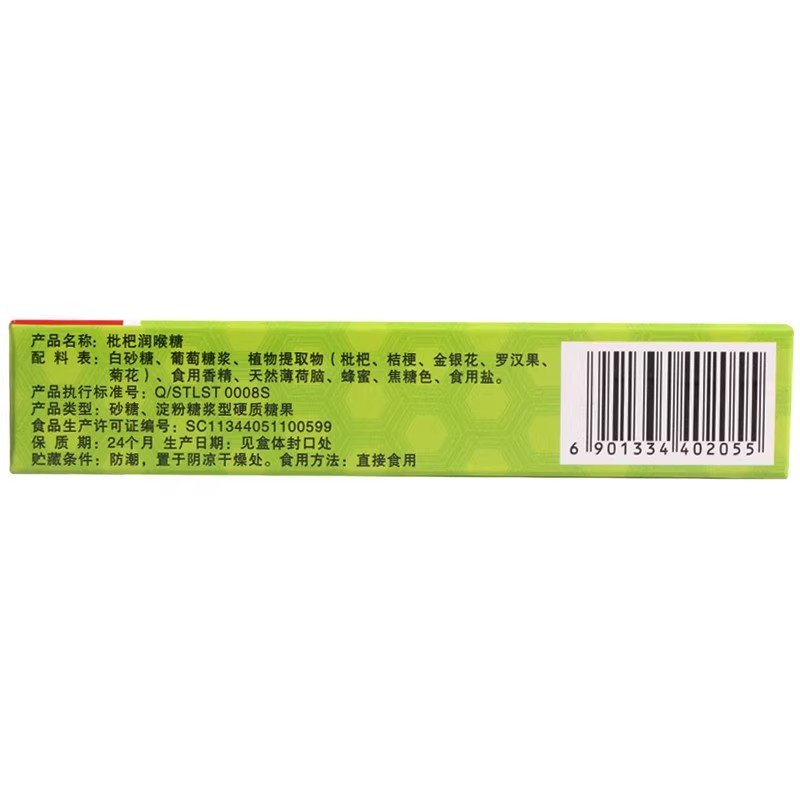 产品名称：枇杷润喉糖
配 料 表：白砂糖、葡萄糖浆、植物提取物（枇杷、桔梗、金银花、罗汉果、
菊花）、食用香精、天然薄荷脑、蜂蜜、焦糖色、食用盐。
产品执行标准号：Q/STLST 0008S
产品类型：砂糖、淀粉糖浆型硬质糖果
食品生产许可证编号：SC11344051100599
保 质 期：24个月 生产日期：见盒体封口处
贮藏条件：防潮，置于阴凉干燥处。食用方法：直接食用
6 901334 402055